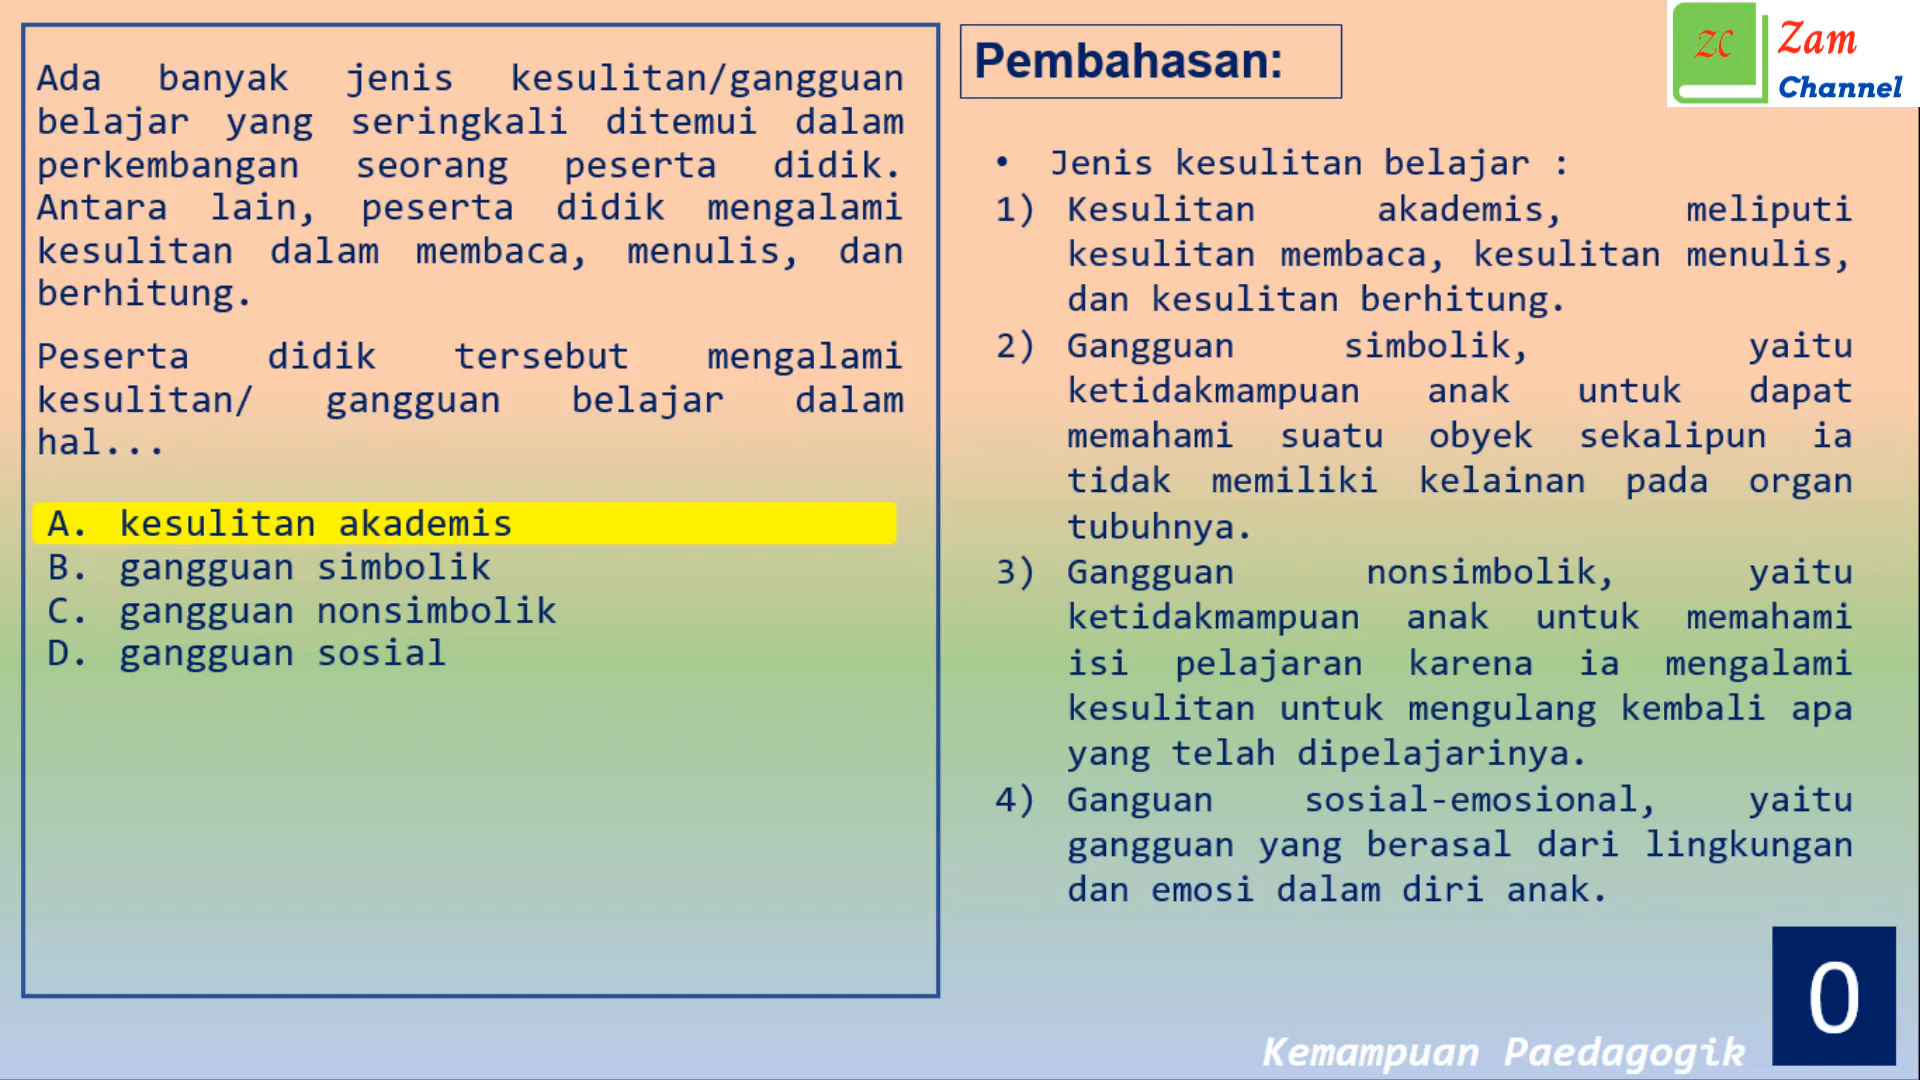 Ada banyak jenis kesulitan/gangguan
belajar yang seringkali ditemui dalam
perkembangan seorang peserta didik.
Antara lain, peserta didik mengalami
kesulitan dalam membaca, menulis, dan
berhitung.
Peserta didik tersebut mengalami
kesulitan/ gangguan belajar dalam
hal...
A. kesulitan akademis
B. gangguan simbolik
C. gangguan nonsimbolik
D. gangguan sosial
Pembahasan:
• Jenis kesulitan belajar :
1) Kesulitan akademis, meliputi
kesulitan membaca, kesulitan menulis,
dan kesulitan berhitung.
2) Gangguan simbolik, yaitu
ketidakmampuan anak untuk dapat
memahami suatu obyek sekalipun ia
tidak memiliki kelainan pada organ
tubuhnya.
3) Gangguan nonsimbolik, yaitu
ketidakmampuan anak untuk memahami
isi pelajaran karena ia mengalami
kesulitan untuk mengulang kembali apa
yang telah dipelajarinya.
4) Ganguan sosial-emosional, yaitu
gangguan yang berasal dari lingkungan
dan emosi dalam diri anak.
ZC
Zam
Channel
Kemampuan Paedagogik
0